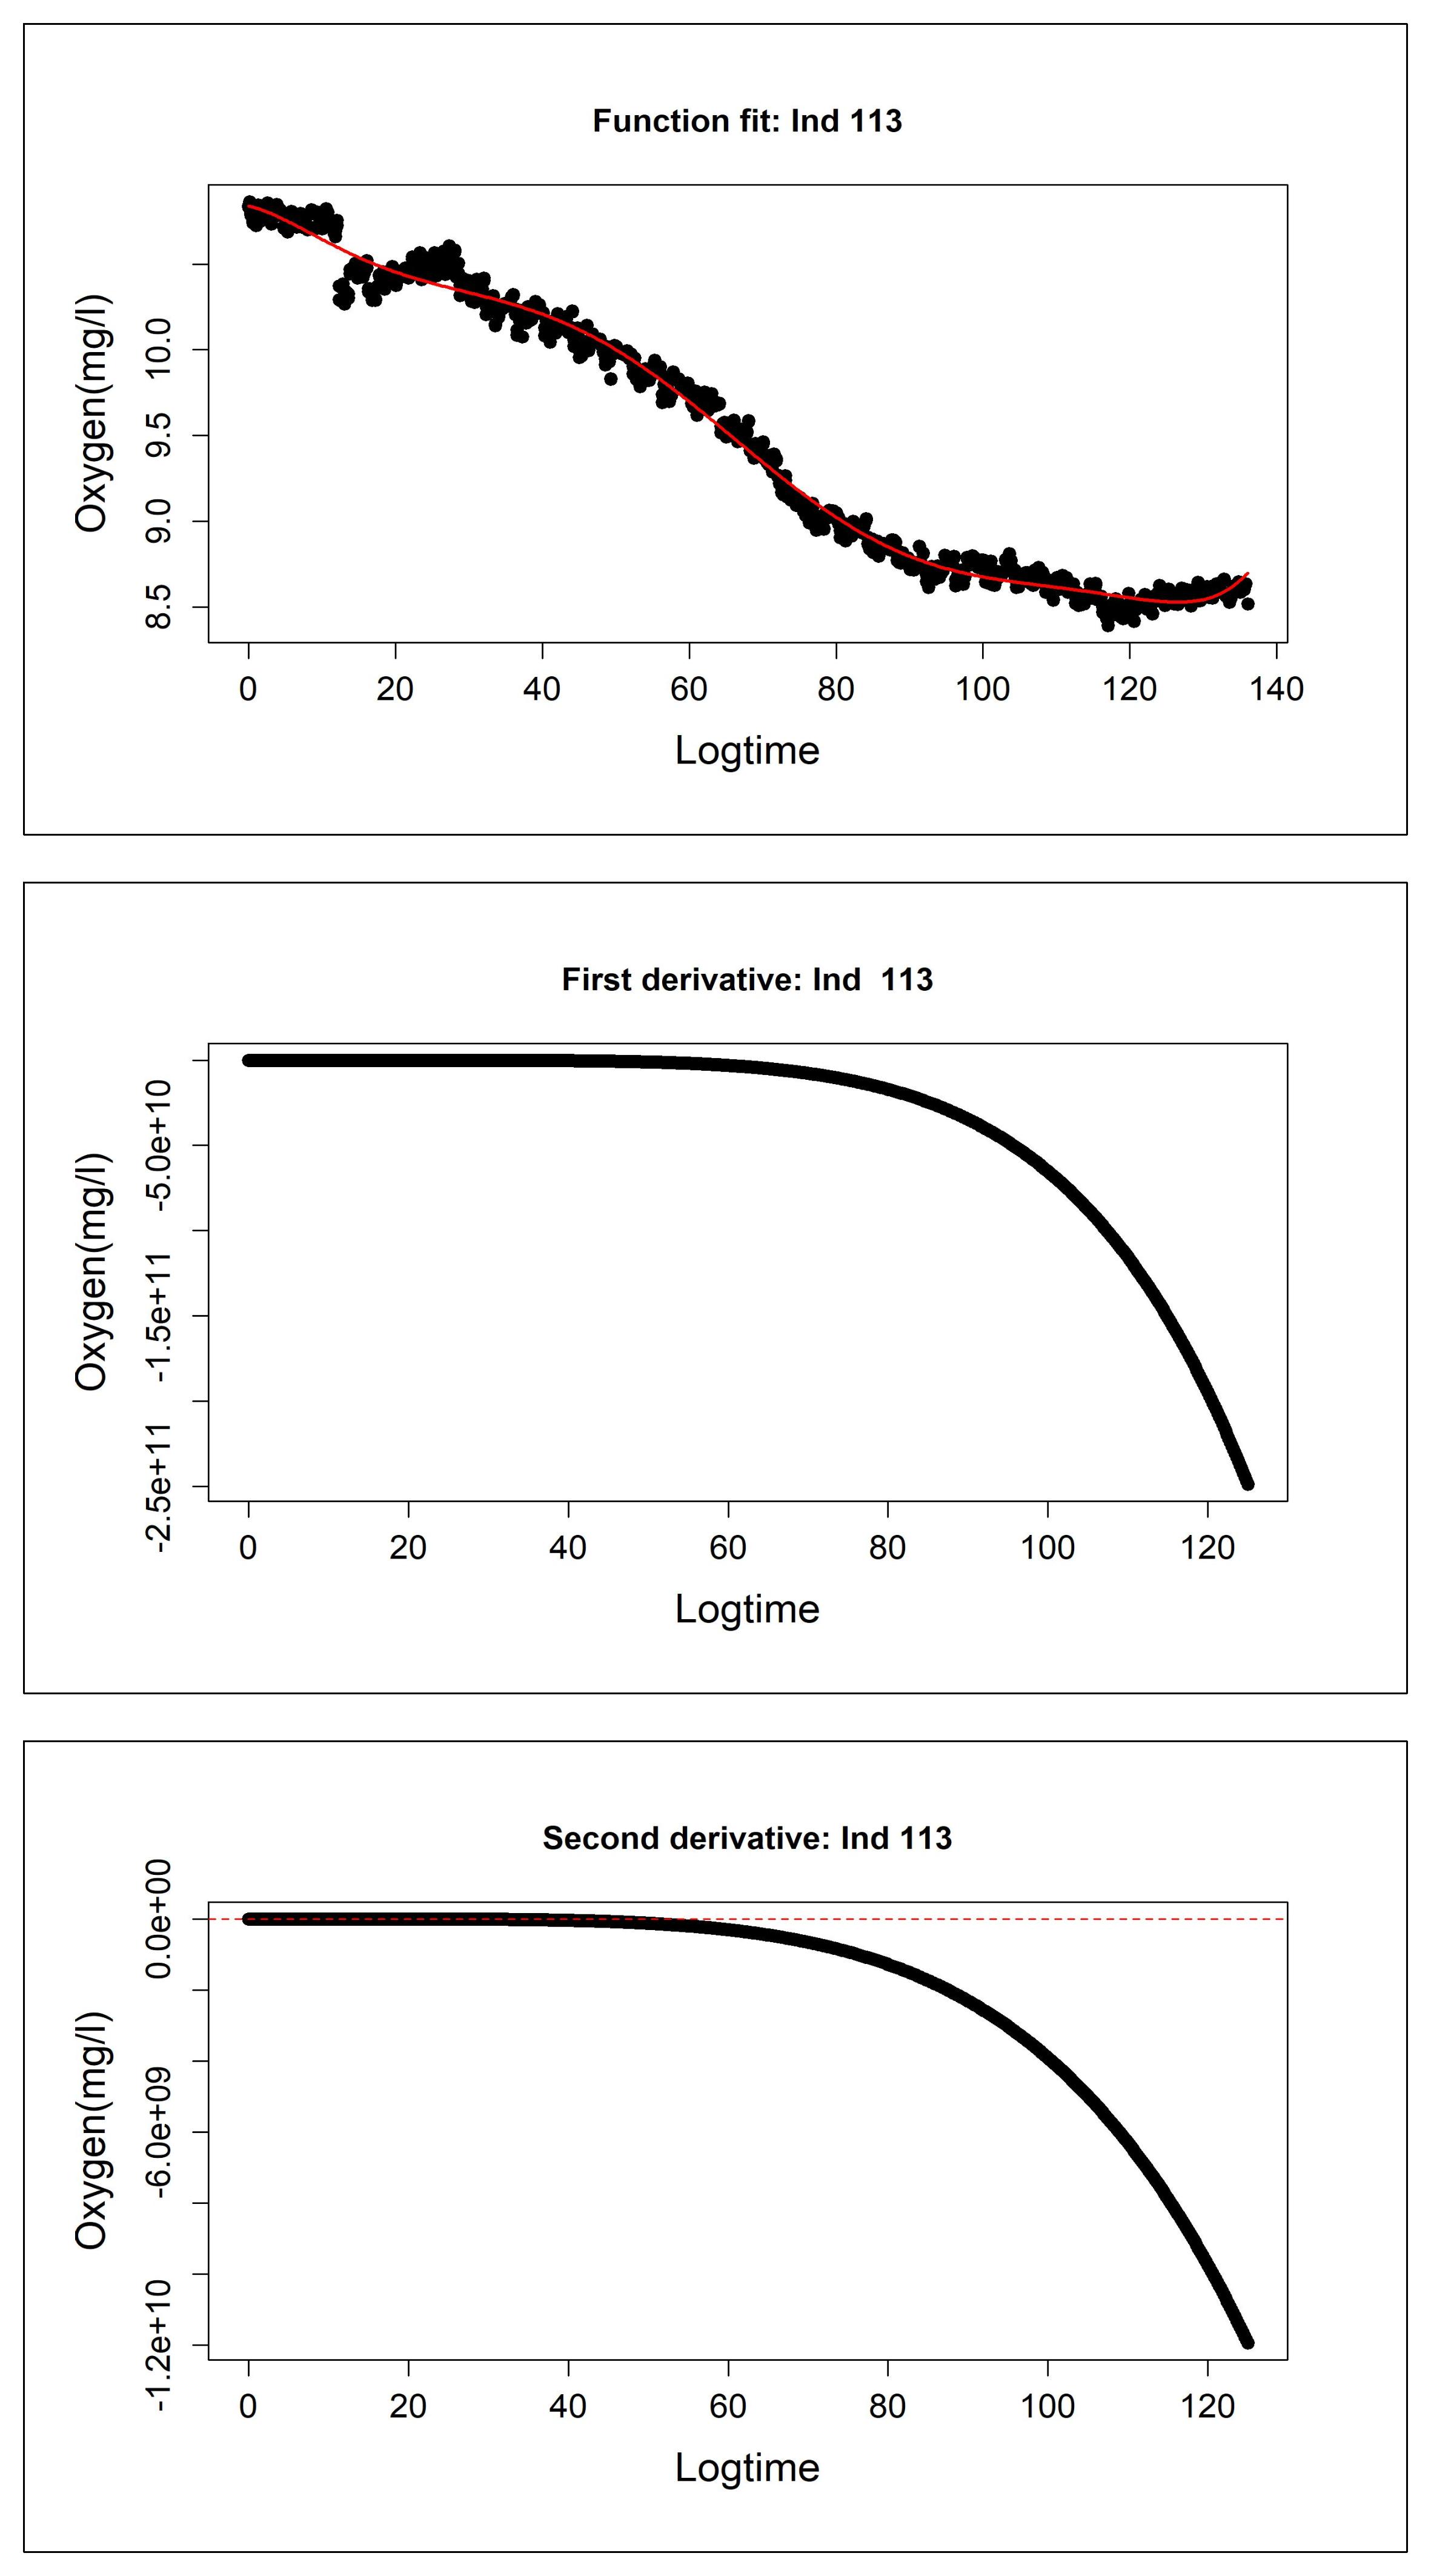 Function fit: Ind 113
Oxygen(mg/l)
10.0
9.5
9.0
8.5
0 20 40 60 80 100 120 140
Logtime
First derivative: Ind  113
Oxygen(mg/l)
-5.0e+10
-1.5e+11
-2.5e+11
0 20 40 60 80 100 120
Logtime
Second derivative: Ind 113
Oxygen(mg/l)
0.0e+00
-6.0e+09
-1.2e+10
0 20 40 60 80 100 120
Logtime